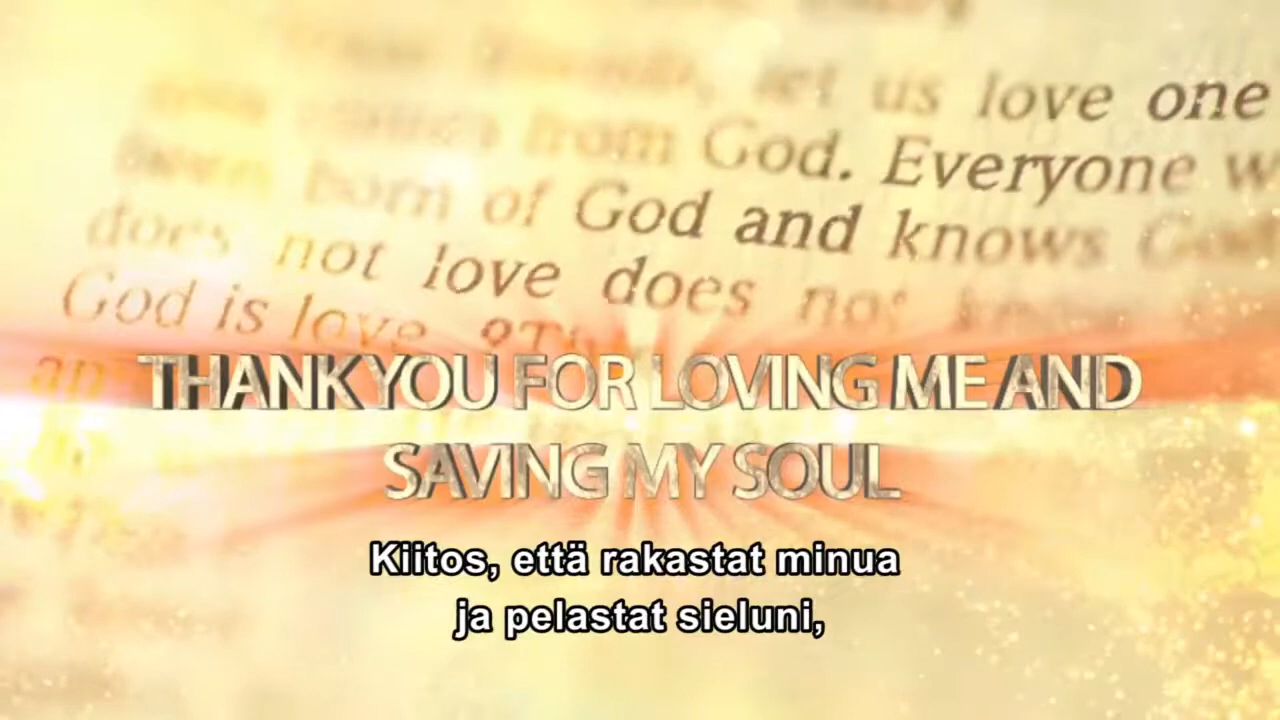 let us love one
from God. Everyone
born of God and knows God
does not love does not
God is love.
THANK YOU FOR LOVING ME AND
SAVING MY SOUL
Kiitos, että rakastat minua
ja pelastat sieluni,